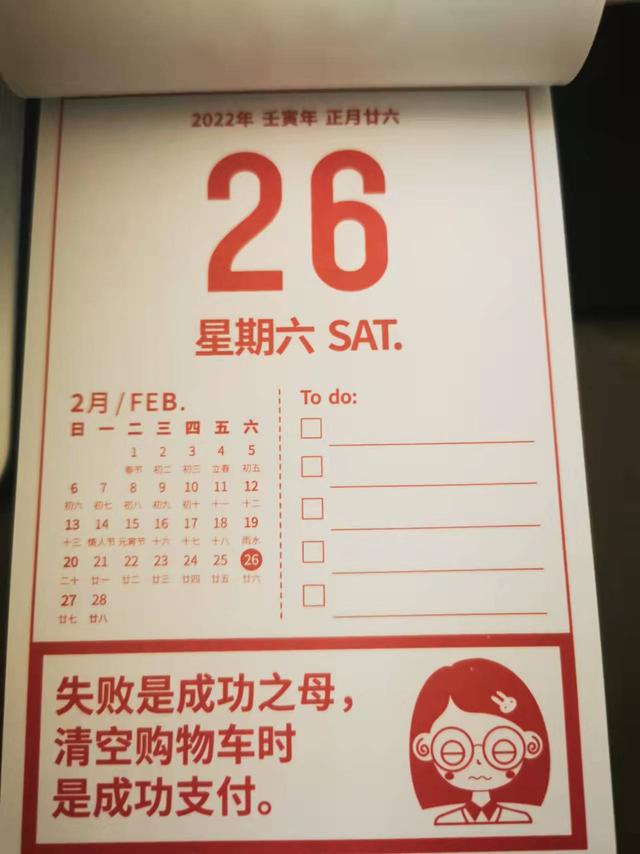 2022年 壬寅年 正月廿六
26
星期六 SAT.
2月/FEB.
日 一 二 三 四 五 六
1 2 3 4 5
春节 初二 初三 立春 初五
6 7 8 9 10 11 12
初六 初七 初八 初九 初十 十一 十二
13 14 15 16 17 18 19
十三 情人节 元宵节 十六 十七 十八 雨水
20 21 22 23 24 25 26
二十 廿一 廿二 廿三 廿四 廿五 廿六
27 28
廿七 廿八
To do:
失败是成功之母，
清空购物车时
是成功支付。